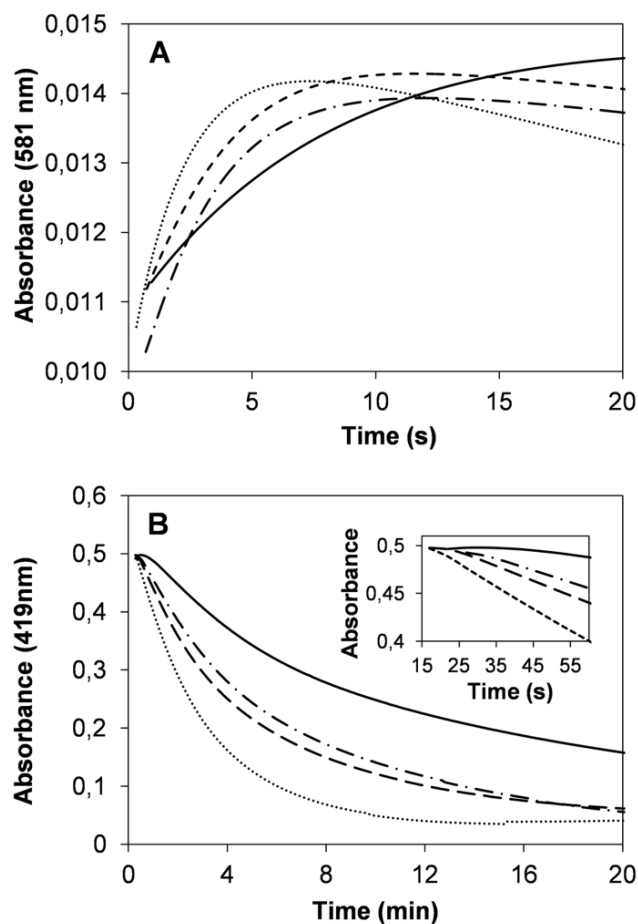 A
Absorbance (581 nm)
0,015
0,014
0,013
0,012
0,011
0,010
0 5 10 15 20
Time (s)
B
Absorbance (419nm)
0,6
0,5
0,4
0,3
0,2
0,1
0
0 4 8 12 16 20
Time (min)
Absorbance
0,5
0,45
0,4
15 25 35 45 55
Time (s)